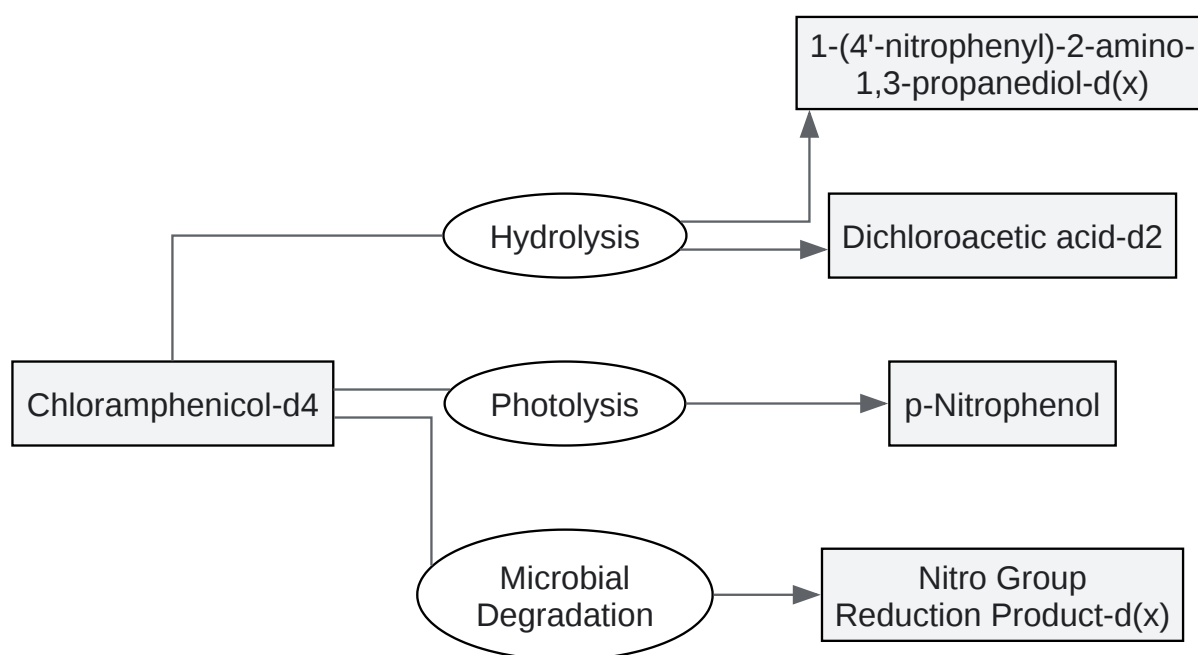 1-(4'-nitrophenyl)-2-amino-
1,3-propanediol-d(x)
Hydrolysis
Dichloroacetic acid-d2
Chloramphenicol-d4
Photolysis
p-Nitrophenol
Microbial
Degradation
Nitro Group
Reduction Product-d(x)